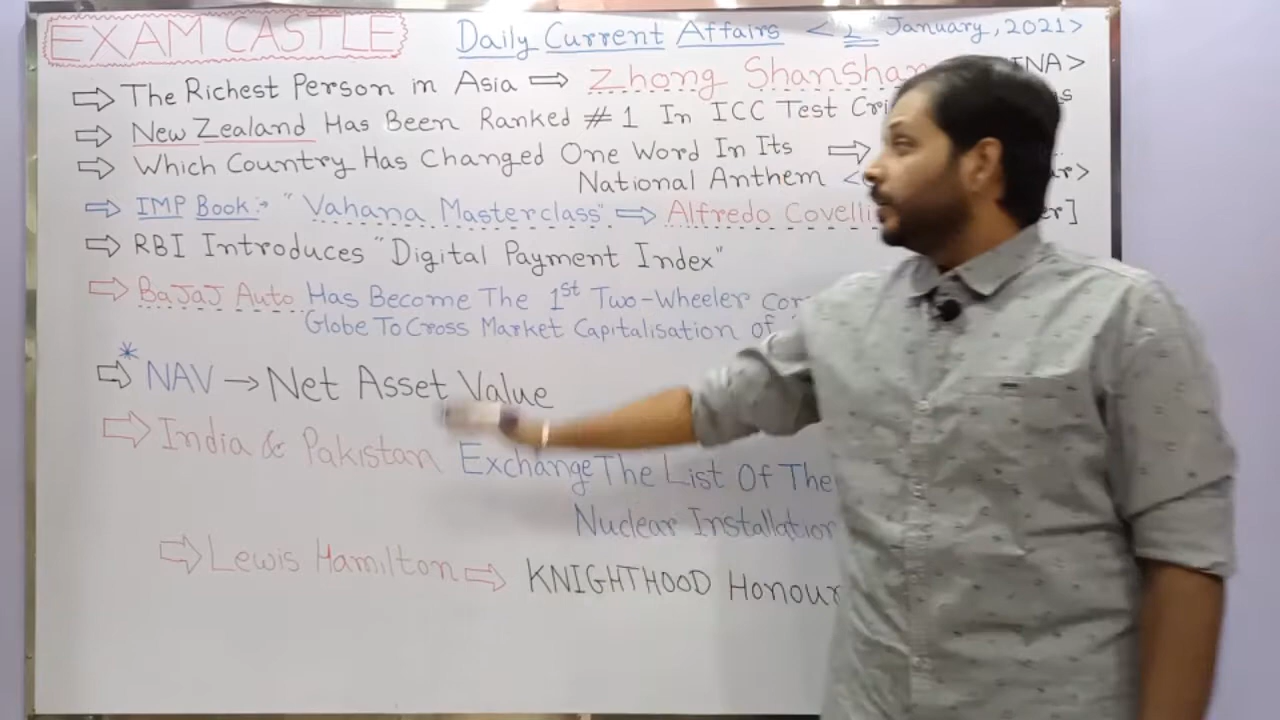 EXAM CASTLE
Daily Current Affairs < 2 January, 2021>
⇒ The Richest Person in Asia ⇒ Zhong Shanshan
⇒ New Zealand Has Been Ranked #1 In ICC Test
⇒ Which Country Has Changed One Word In Its ⇒
National Anthem <
⇒ IMP Book:- "Vahana Masterclass" ⇒ Alfredo Covelli
⇒ RBI Introduces "Digital Payment Index"
⇒ BaJaJ Auto Has Become The 1st Two-Wheeler
Globe To Cross Market Capitalisation of
* ⇒ NAV → Net Asset Value
⇒ India & Pakistan Exchange The List Of The
Nuclear Installation
⇒ Lewis Hamilton ⇒ KNIGHTHOOD Honour